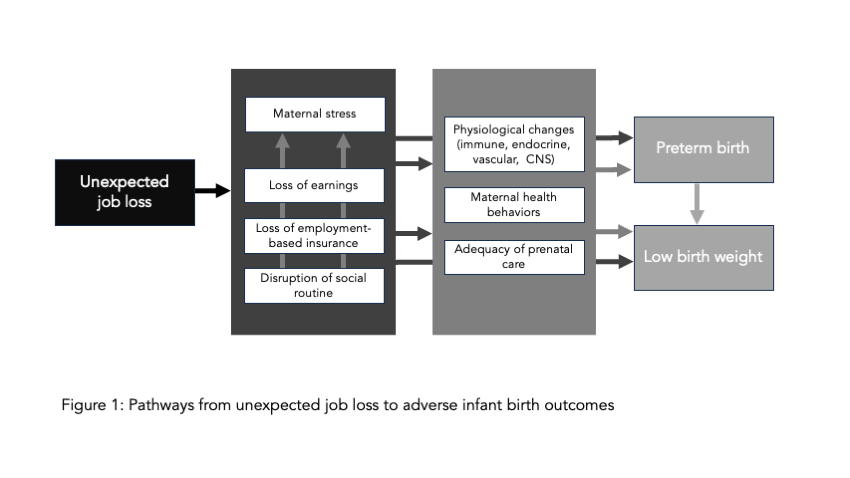 Unexpected
job loss
Maternal stress
Loss of earnings
Loss of employment-
based insurance
Disruption of social
routine
Physiological changes
(immune, endocrine,
vascular, CNS)
Maternal health
behaviors
Adequacy of prenatal
care
Preterm birth
Low birth weight
Figure 1: Pathways from unexpected job loss to adverse infant birth outcomes